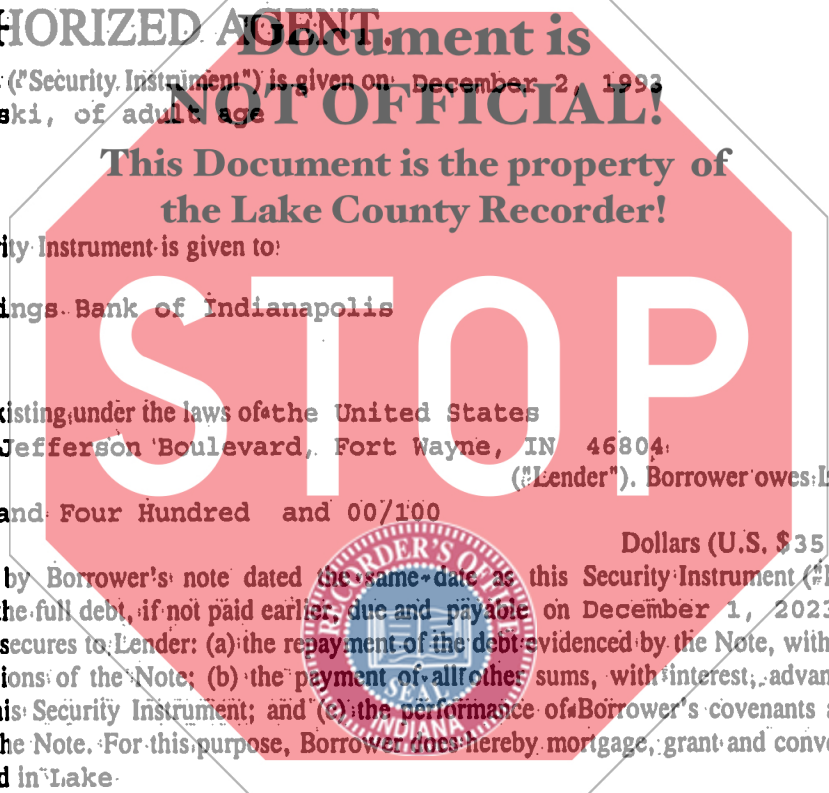 HORIZED AGENT.
Document is
("Security Instrument") is given on December 2, 1993
NOT OFFICIAL!
ski, of adult age
This Document is the property of
the Lake County Recorder!
ity Instrument is given to
STOP
ings Bank of Indianapolis
xisting under the laws of the United States
Jefferson Boulevard, Fort Wayne, IN 46804
("Lender"). Borrower owes L
and Four Hundred and 00/100
Dollars (U.S. $35
by Borrower's note dated the same date as this Security Instrument ("
he full debt, if not paid earlier, due and payable on December 1, 2023
secures to Lender: (a) the repayment of the debt evidenced by the Note, with
ions of the Note; (b) the payment of all other sums, with interest, advan
is Security Instrument; and (c) the performance of Borrower's covenants a
he Note. For this purpose, Borrower does hereby mortgage, grant and conve
d in Lake
RECORDER'S OFFICE
SEAL
INDIANA